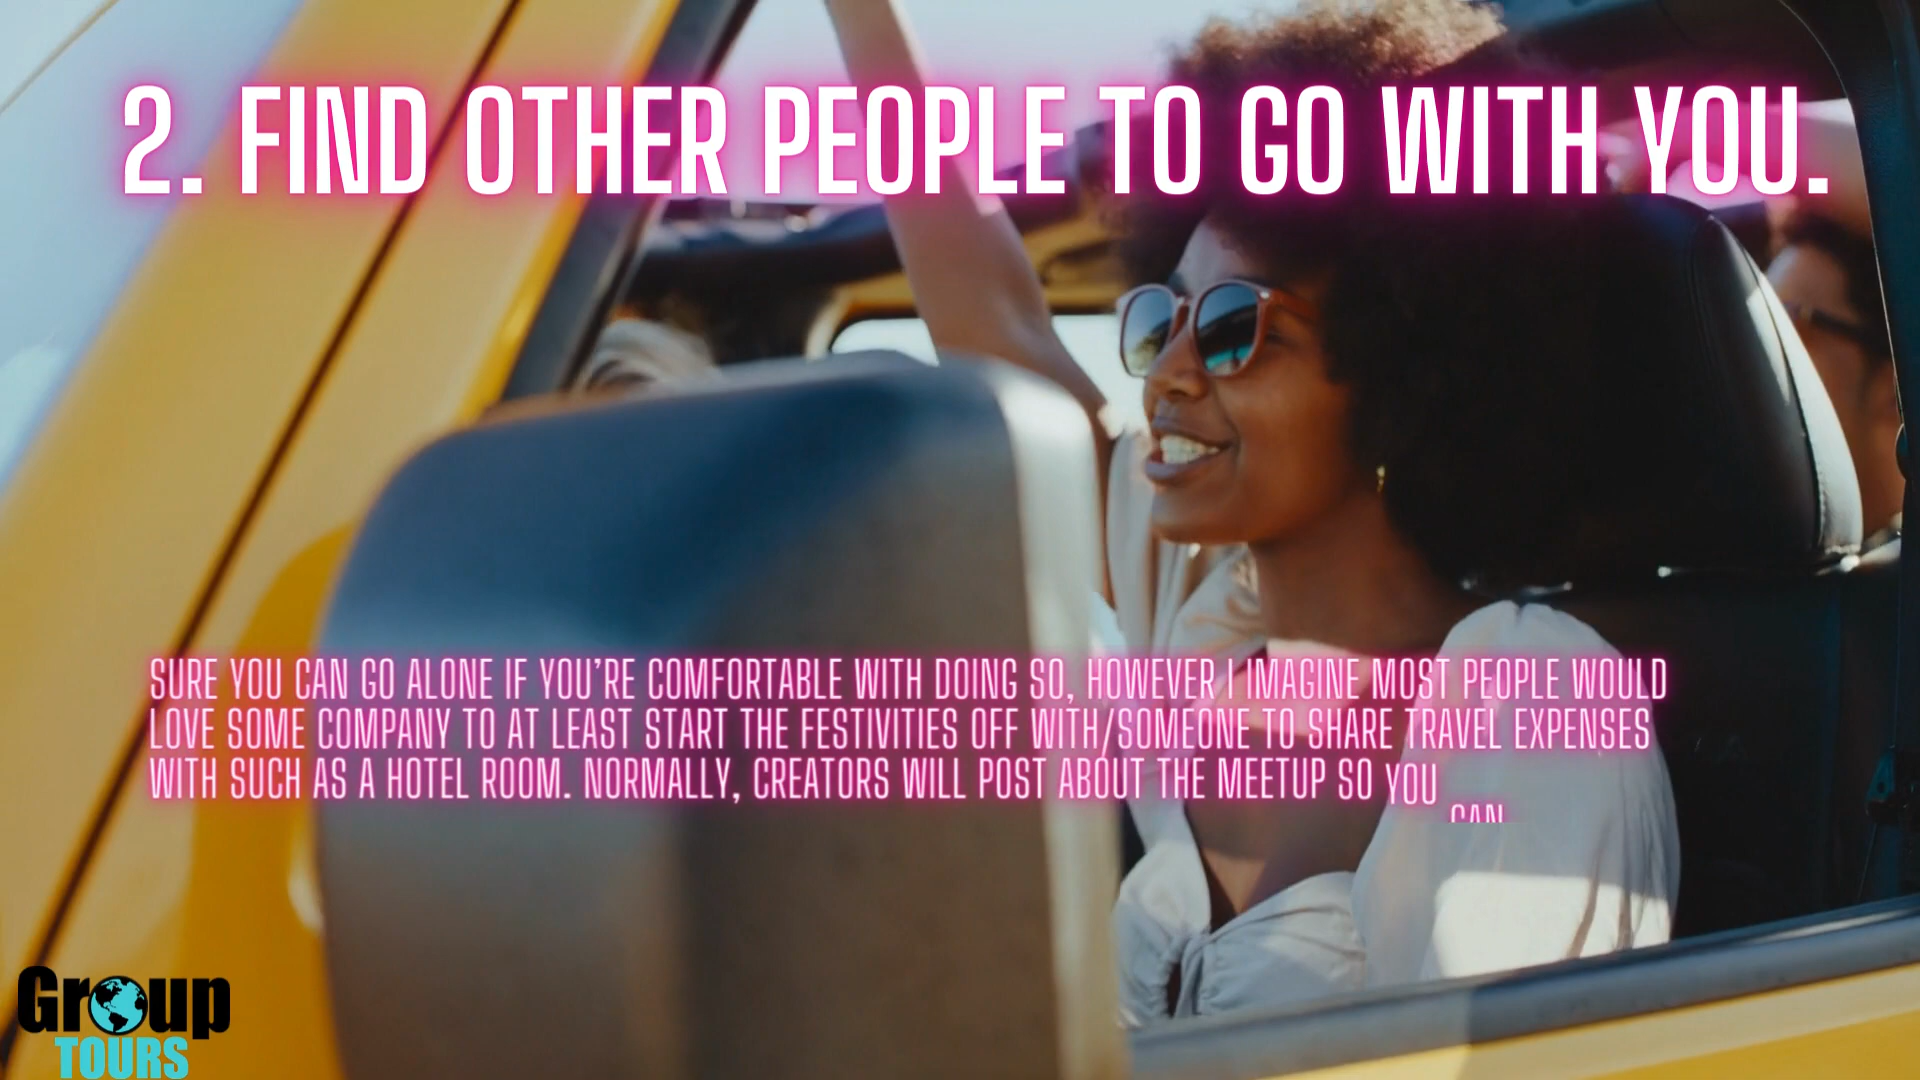 2. FIND OTHER PEOPLE TO GO WITH YOU.
SURE YOU CAN GO ALONE IF YOU'RE COMFORTABLE WITH DOING SO, HOWEVER I IMAGINE MOST PEOPLE WOULD
LOVE SOME COMPANY TO AT LEAST START THE FESTIVITIES OFF WITH/SOMEONE TO SHARE TRAVEL EXPENSES
WITH SUCH AS A HOTEL ROOM. NORMALLY, CREATORS WILL POST ABOUT THE MEETUP SO YOU
CAN
Group
TOURS